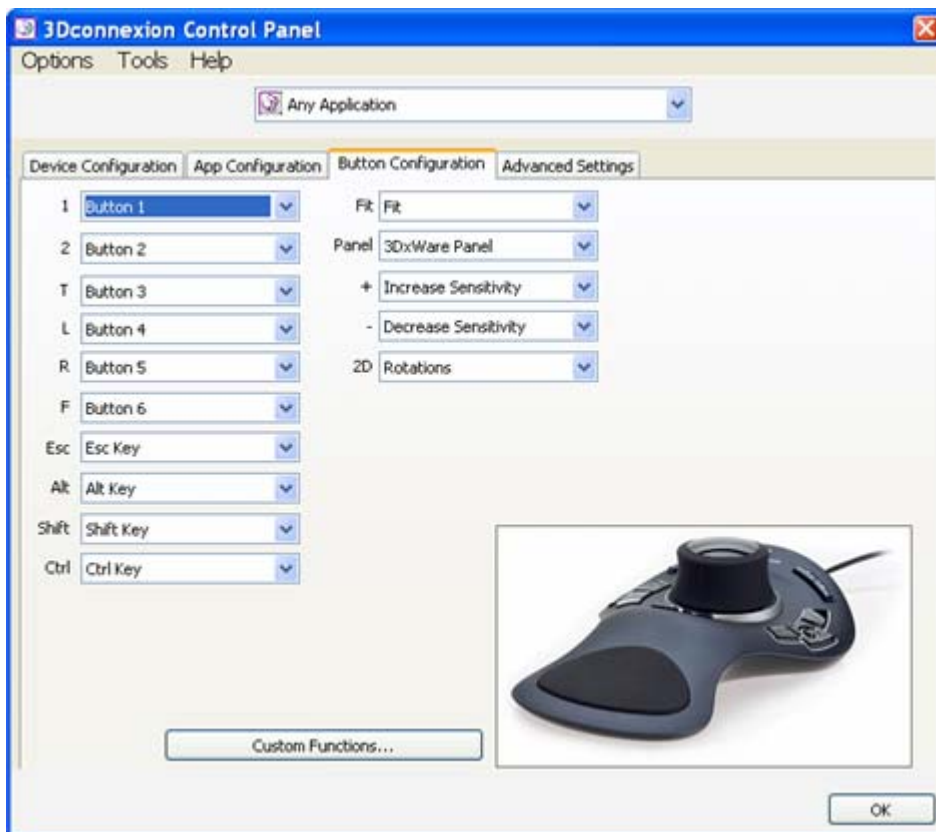 3Dconnexion Control Panel
Options Tools Help
Any Application
Device Configuration App Configuration Button Configuration Advanced Settings
1 Button 1 Fit Fit
2 Button 2 Panel 3DxWare Panel
T Button 3 + Increase Sensitivity
L Button 4 - Decrease Sensitivity
R Button 5 2D Rotations
F Button 6
Esc Esc Key
Alt Alt Key
Shift Shift Key
Ctrl Ctrl Key
Custom Functions...
OK